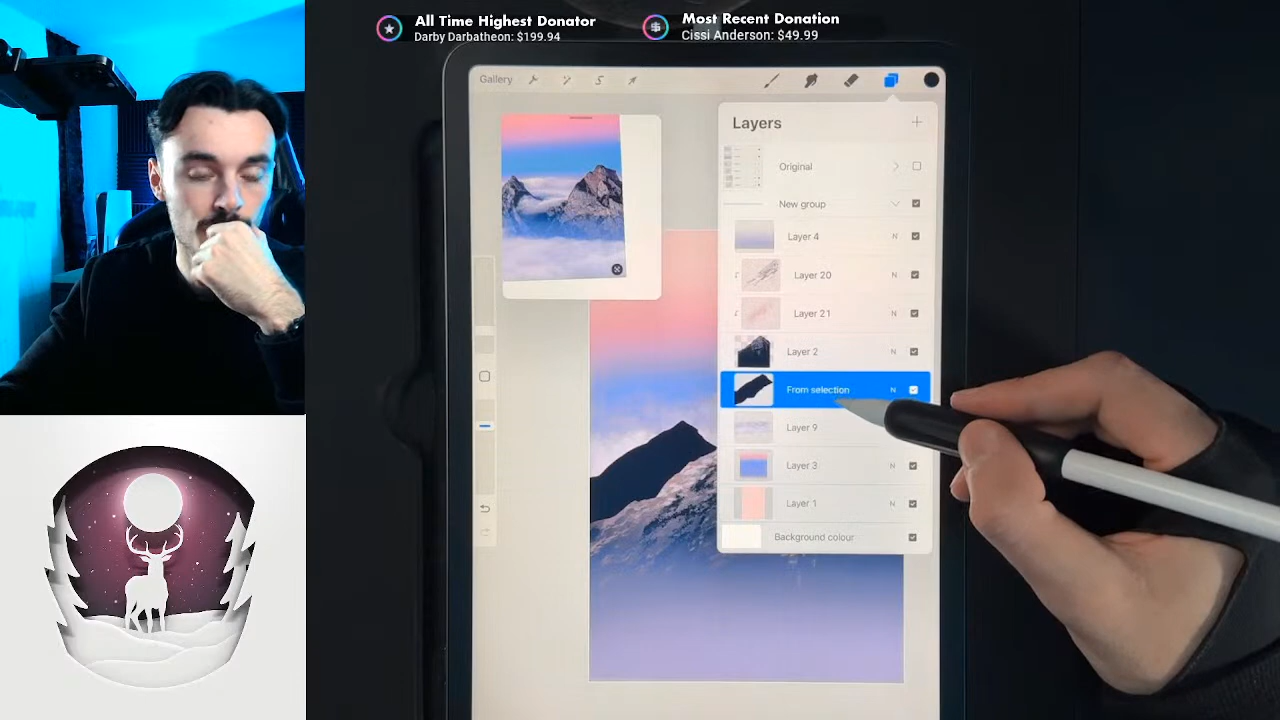 All Time Highest Donator
Darby Darbatheon: $199.94
Most Recent Donation
Cissi Anderson: $49.99
Gallery
Layers
Original
New group
Layer 4 N
Layer 20 N
Layer 21 N
Layer 2 N
From selection N
Layer 9
Layer 3 N
Layer 1 N
Background colour